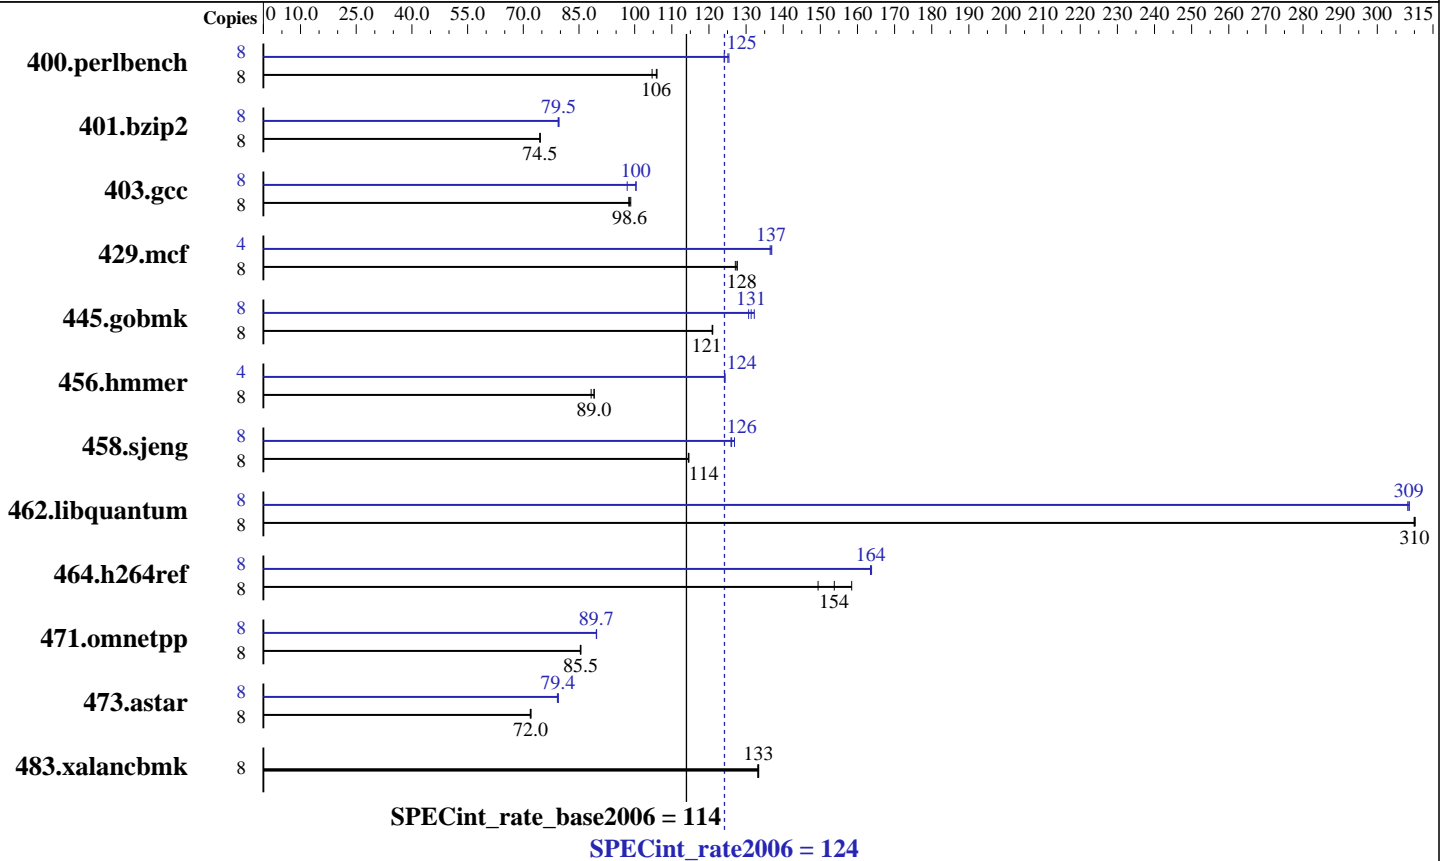 Copies 0 10.0 25.0 40.0 55.0 70.0 85.0 100 110 120 130 140 150 160 170 180 190 200 210 220 230 240 250 260 270 280 290 300 315
400.perlbench 8 125
8 106
401.bzip2 8 79.5
8 74.5
403.gcc 8 100
8 98.6
429.mcf 4 137
8 128
445.gobmk 8 131
8 121
456.hmmer 4 124
8 89.0
458.sjeng 8 126
8 114
462.libquantum 8 309
8 310
464.h264ref 8 164
8 154
471.omnetpp 8 89.7
8 85.5
473.astar 8 79.4
8 72.0
483.xalancbmk 8 133
SPECint_rate_base2006 = 114
SPECint_rate2006 = 124